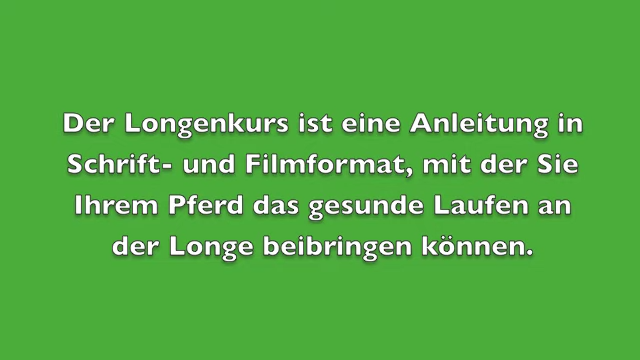 Der Longenkurs ist eine Anleitung in
Schrift- und Filmformat, mit der Sie
Ihrem Pferd das gesunde Laufen an
der Longe beibringen können.